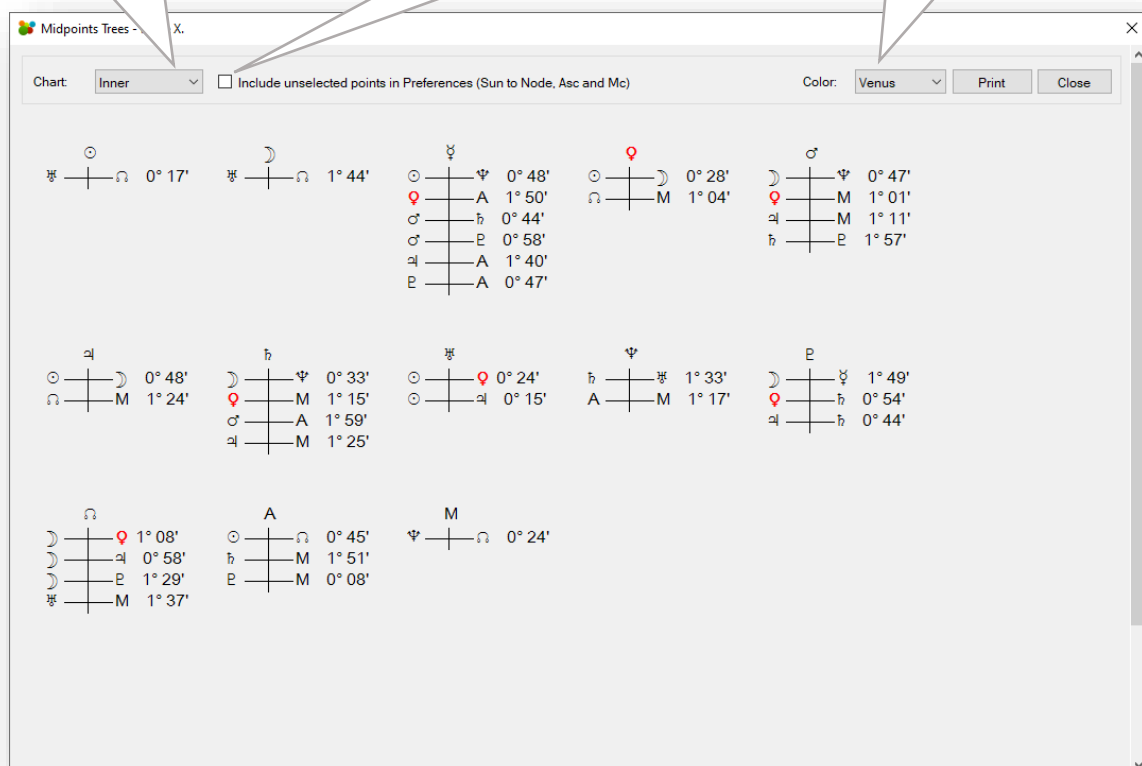 Midpoints Trees - X.
Chart: Inner Include unselected points in Preferences (Sun to Node, Asc and Mc) Color: Venus Print Close
☉ ☽ ☿ ♀ ♂
♅ ☊ 0° 17' ♅ ☊ 1° 44' ☉ ♆ 0° 48' ☉ ☽ 0° 28' ☽ ♆ 0° 47'
♀ A 1° 50' ☊ M 1° 04' ♀ M 1° 01'
♂ ♄ 0° 44' ♃ M 1° 11'
♂ ♇ 0° 58' ♄ ♇ 1° 57'
♃ A 1° 40'
♇ A 0° 47'
♃ ♄ ♅ ♆ ♇
☉ ☽ 0° 48' ☽ ♆ 0° 33' ☉ ♀ 0° 24' ♄ ♅ 1° 33' ☽ ☿ 1° 49'
☊ M 1° 24' ♀ M 1° 15' ☉ ♃ 0° 15' A M 1° 17' ♀ ♄ 0° 54'
♂ A 1° 59' ♃ ♄ 0° 44'
♃ M 1° 25'
☊ A M
☽ ♀ 1° 08' ☉ ☊ 0° 45' ♆ ☊ 0° 24'
☽ ♃ 0° 58' ♄ M 1° 51'
☽ ♇ 1° 29' ♇ M 0° 08'
♅ M 1° 37'